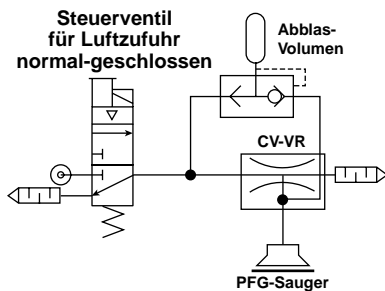 Steuerventil
für Luftzufuhr
normal-geschlossen
Abblas-
Volumen
CV-VR
PFG-Sauger